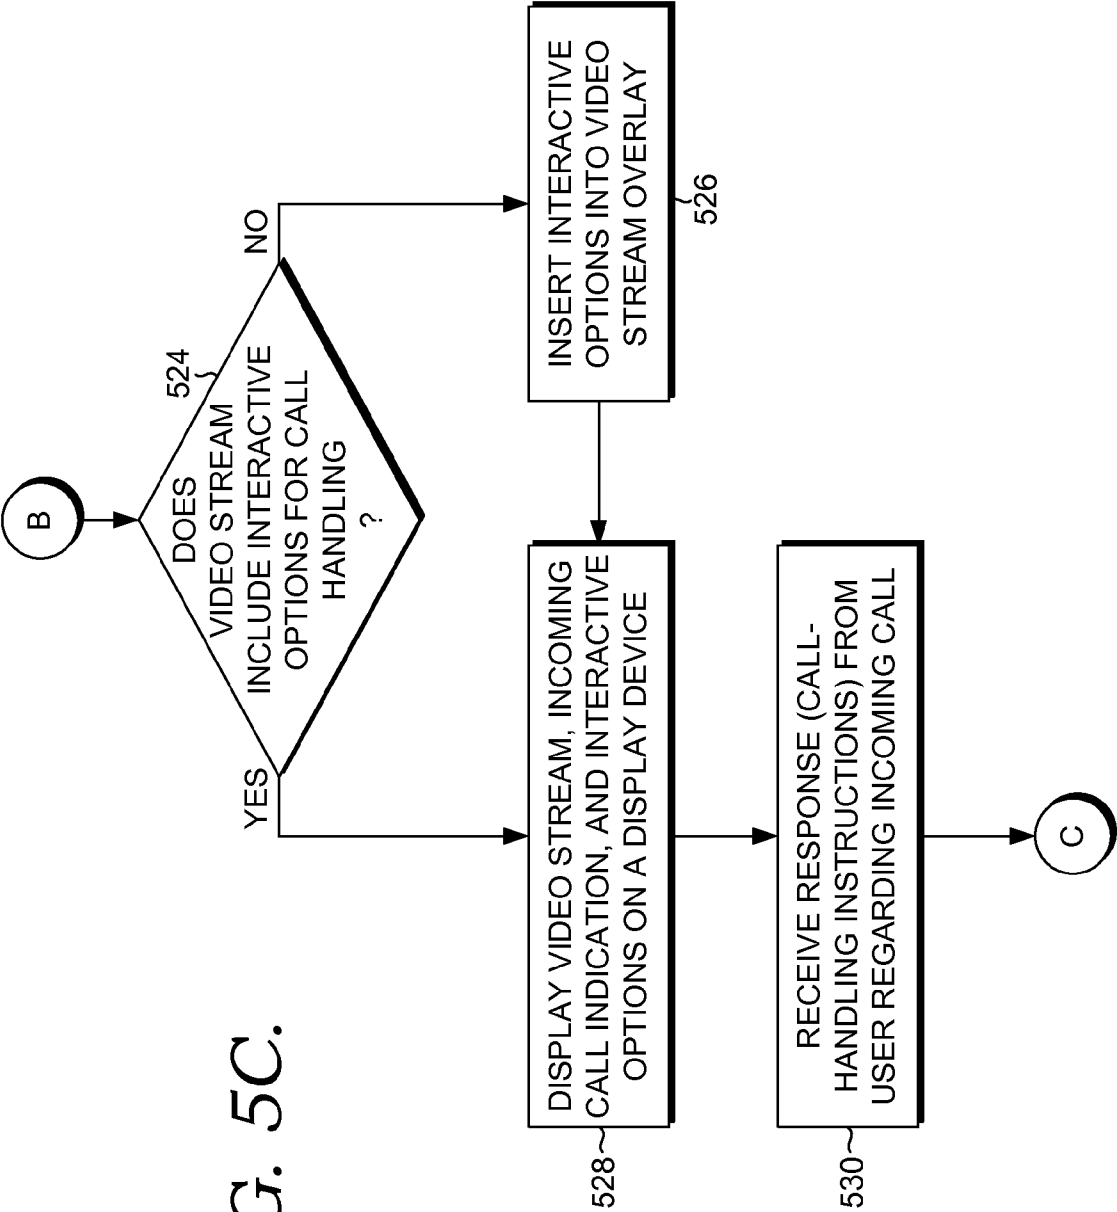 B
524
DOES
VIDEO STREAM
INCLUDE INTERACTIVE
OPTIONS FOR CALL
HANDLING
?
YES
NO
INSERT INTERACTIVE
OPTIONS INTO VIDEO
STREAM OVERLAY
526
DISPLAY VIDEO STREAM, INCOMING
CALL INDICATION, AND INTERACTIVE
OPTIONS ON A DISPLAY DEVICE
528
RECEIVE RESPONSE (CALL-
HANDLING INSTRUCTIONS) FROM
USER REGARDING INCOMING CALL
530
C
G. 5C.